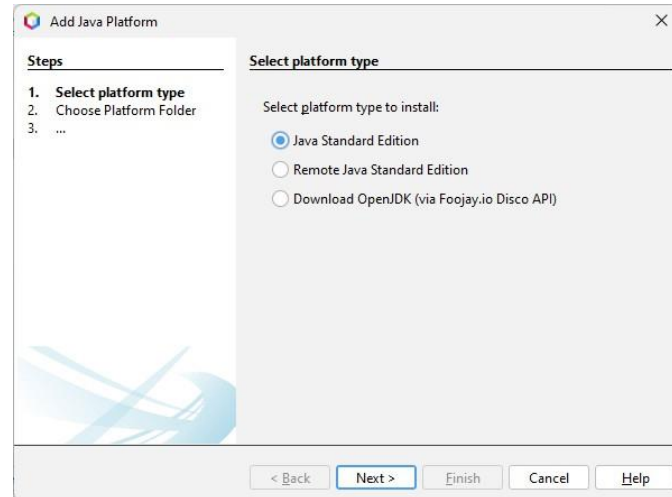 Add Java Platform
Steps
1. Select platform type
2. Choose Platform Folder
3. ...
Select platform type
Select platform type to install:
Java Standard Edition
Remote Java Standard Edition
Download OpenJDK (via Foojay.io Disco API)
< Back Next > Finish Cancel Help